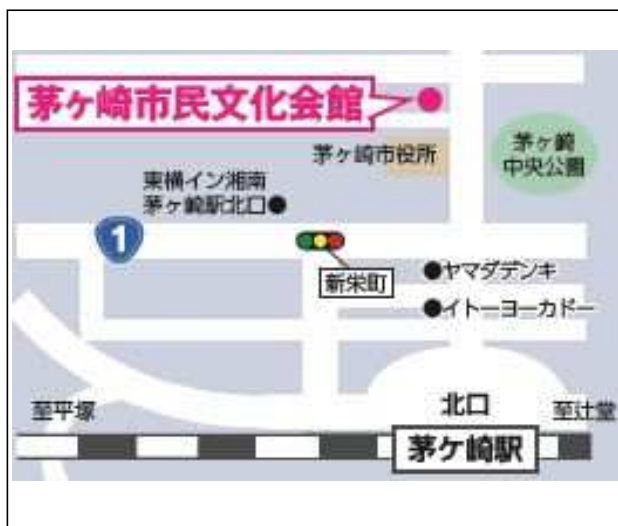 茅ヶ崎市民文化会館
茅ヶ崎市役所
茅ヶ崎
中央公園
東横イン湘南
茅ヶ崎駅北口
1
新栄町
ヤマダデンキ
イトーヨーカドー
至平塚
北口
至辻堂
茅ケ崎駅